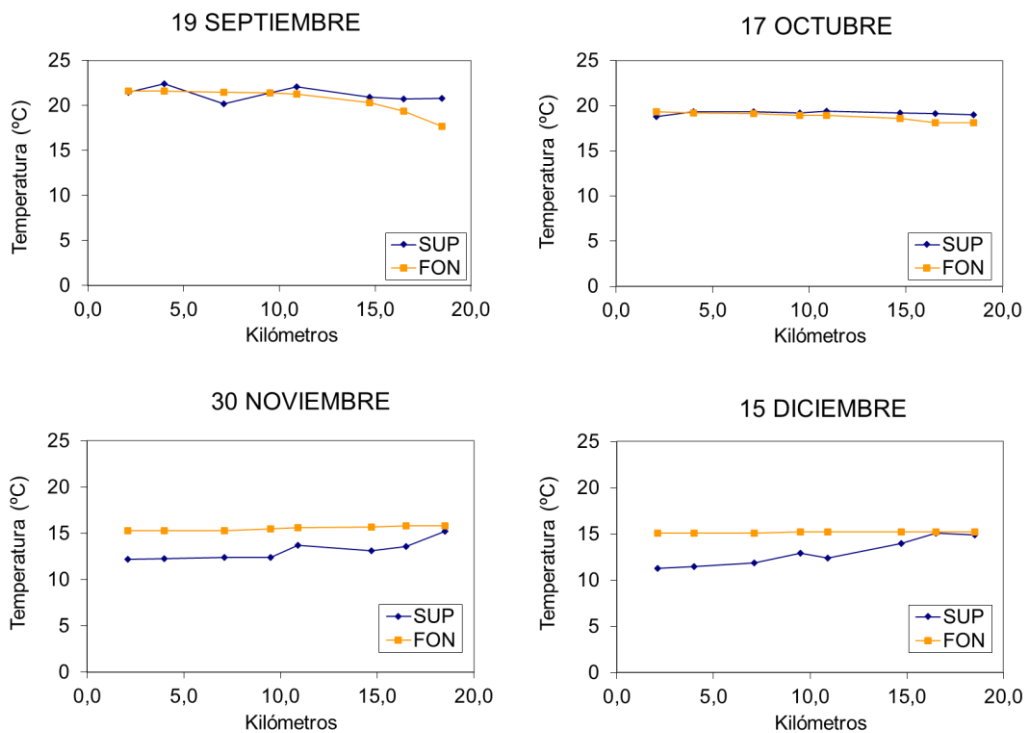 19 SEPTIEMBRE
Temperatura (ºC)
25
20
15
10
5
0
0,0 5,0 10,0 15,0 20,0
Kilómetros
SUP
FON
17 OCTUBRE
Temperatura (ºC)
25
20
15
10
5
0
0,0 5,0 10,0 15,0 20,0
Kilómetros
SUP
FON
30 NOVIEMBRE
Temperatura (ºC)
25
20
15
10
5
0
0,0 5,0 10,0 15,0 20,0
Kilómetros
SUP
FON
15 DICIEMBRE
Temperatura (ºC)
25
20
15
10
5
0
0,0 5,0 10,0 15,0 20,0
Kilómetros
SUP
FON